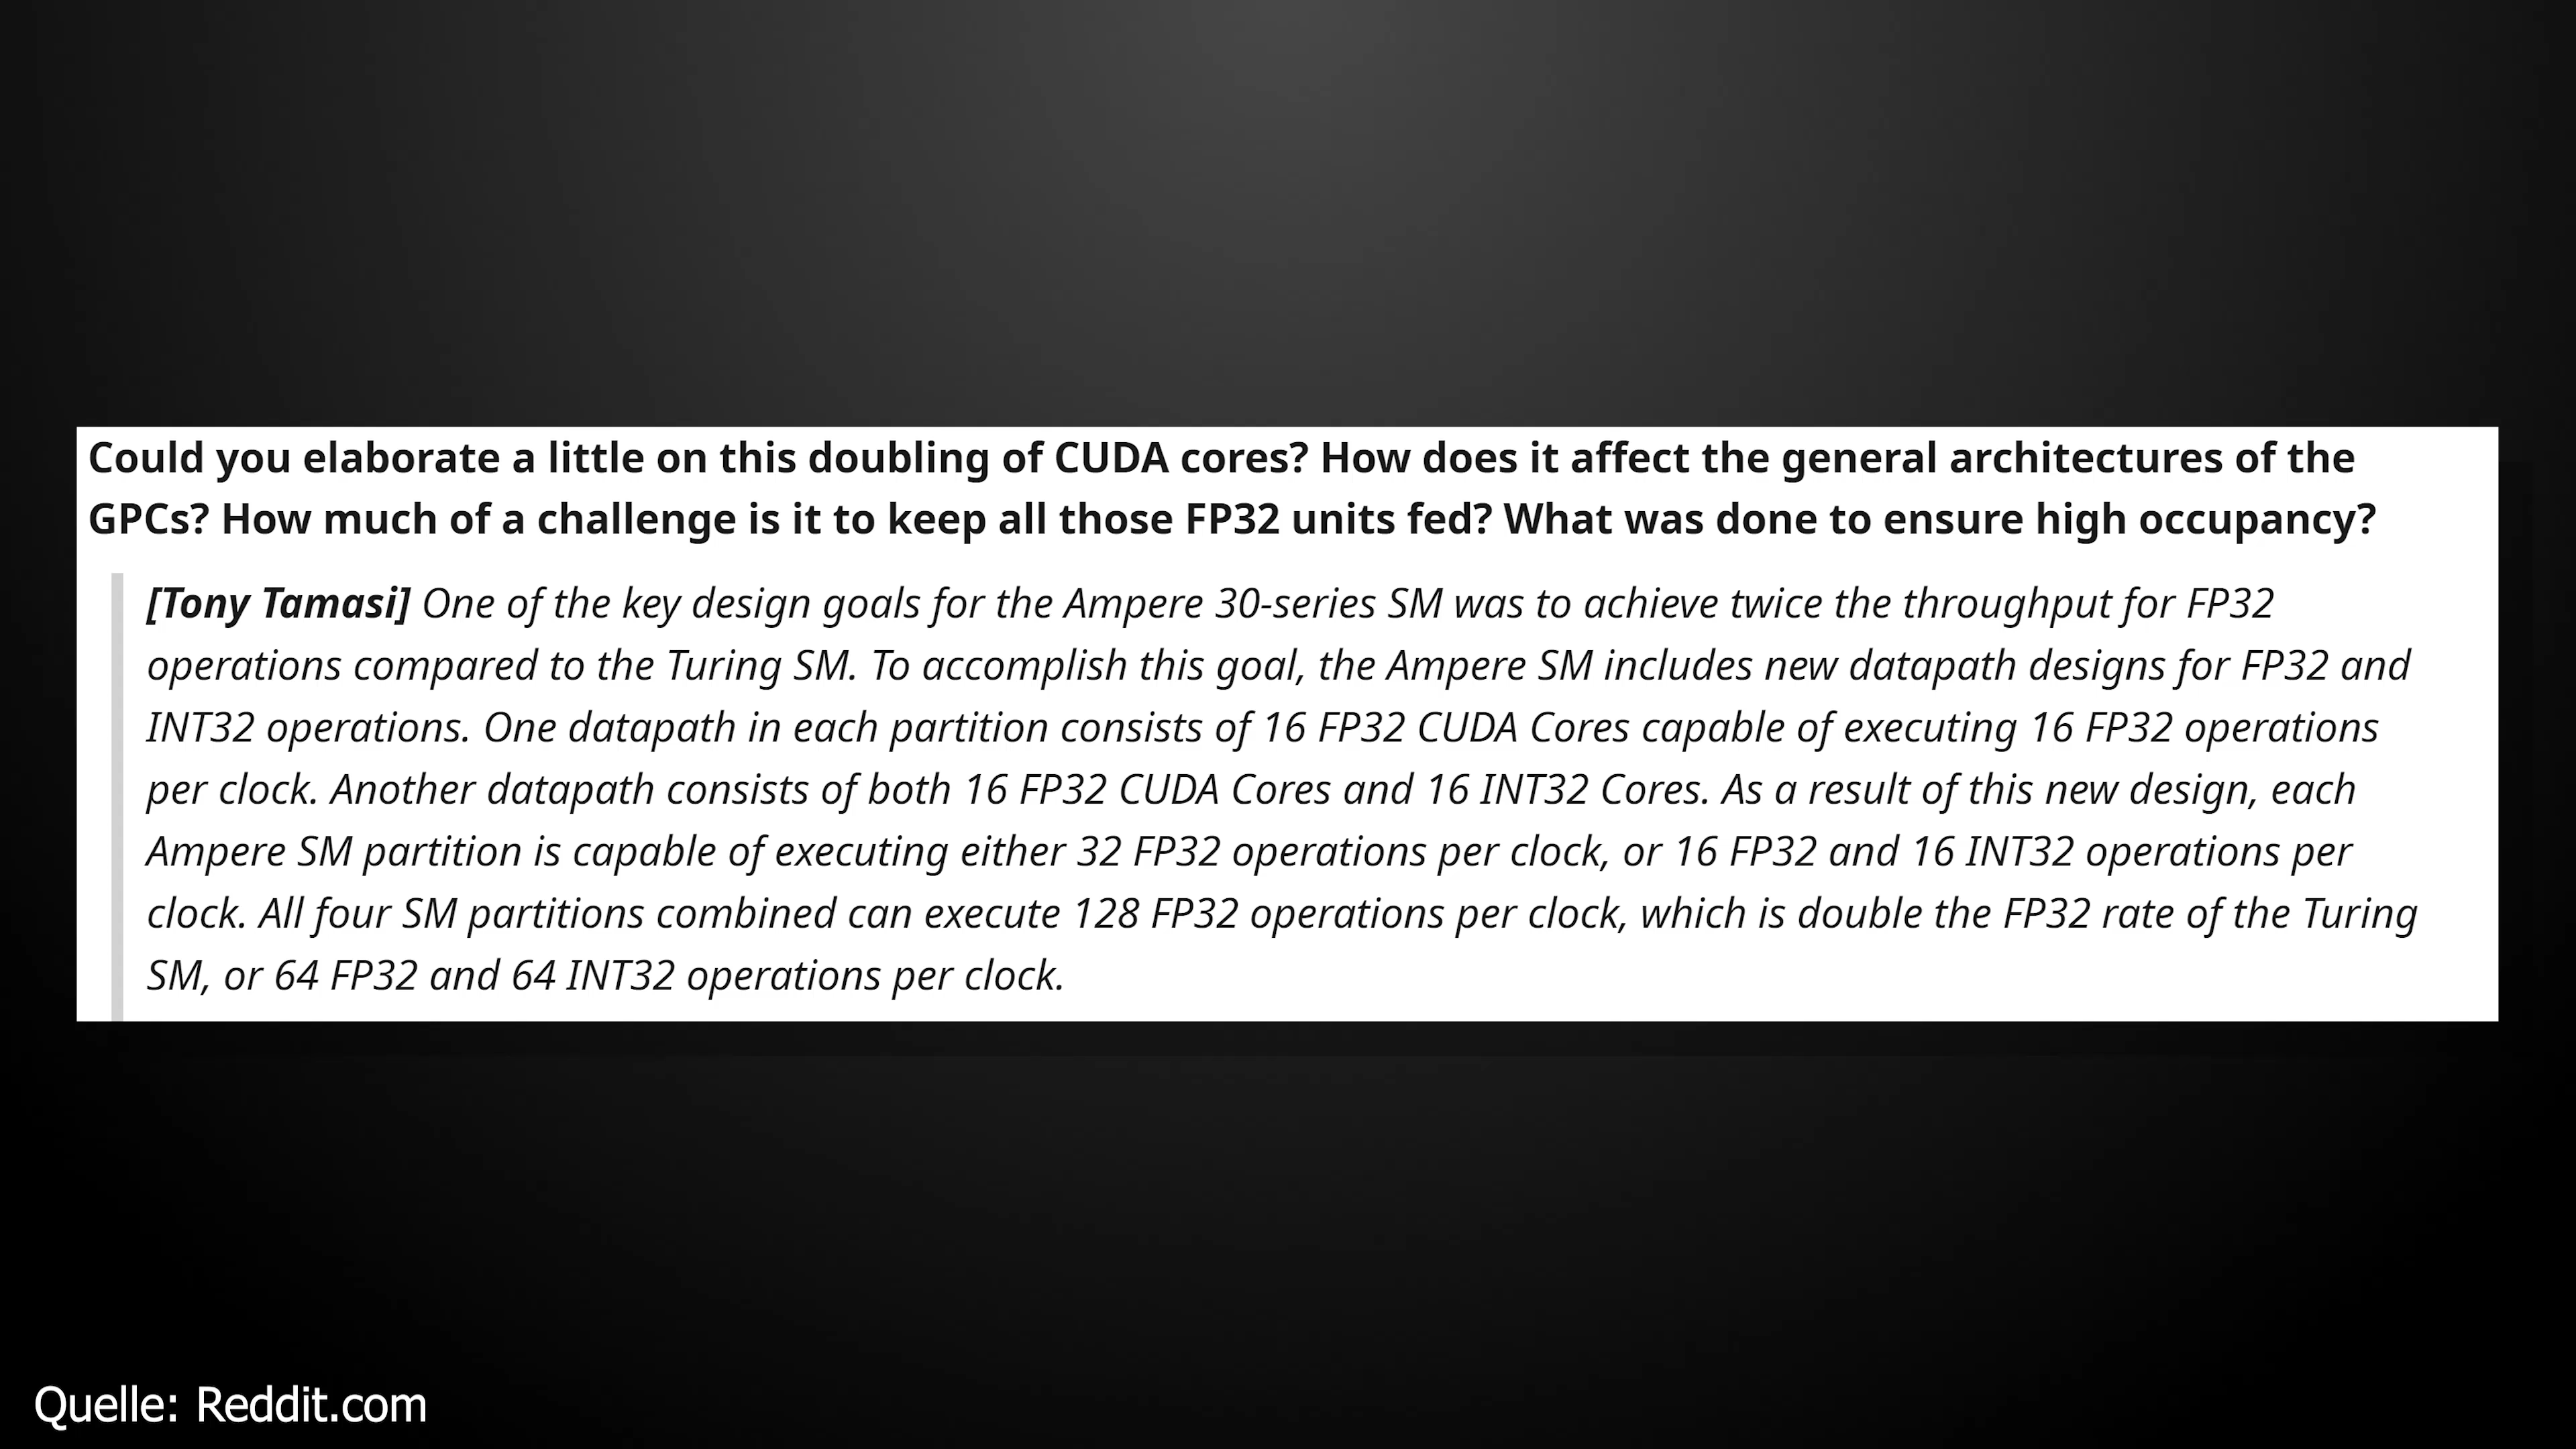 Could you elaborate a little on this doubling of CUDA cores? How does it affect the general architectures of the
GPCs? How much of a challenge is it to keep all those FP32 units fed? What was done to ensure high occupancy?
[Tony Tamasi] One of the key design goals for the Ampere 30-series SM was to achieve twice the throughput for FP32
operations compared to the Turing SM. To accomplish this goal, the Ampere SM includes new datapath designs for FP32 and
INT32 operations. One datapath in each partition consists of 16 FP32 CUDA Cores capable of executing 16 FP32 operations
per clock. Another datapath consists of both 16 FP32 CUDA Cores and 16 INT32 Cores. As a result of this new design, each
Ampere SM partition is capable of executing either 32 FP32 operations per clock, or 16 FP32 and 16 INT32 operations per
clock. All four SM partitions combined can execute 128 FP32 operations per clock, which is double the FP32 rate of the Turing
SM, or 64 FP32 and 64 INT32 operations per clock.
Quelle: Reddit.com